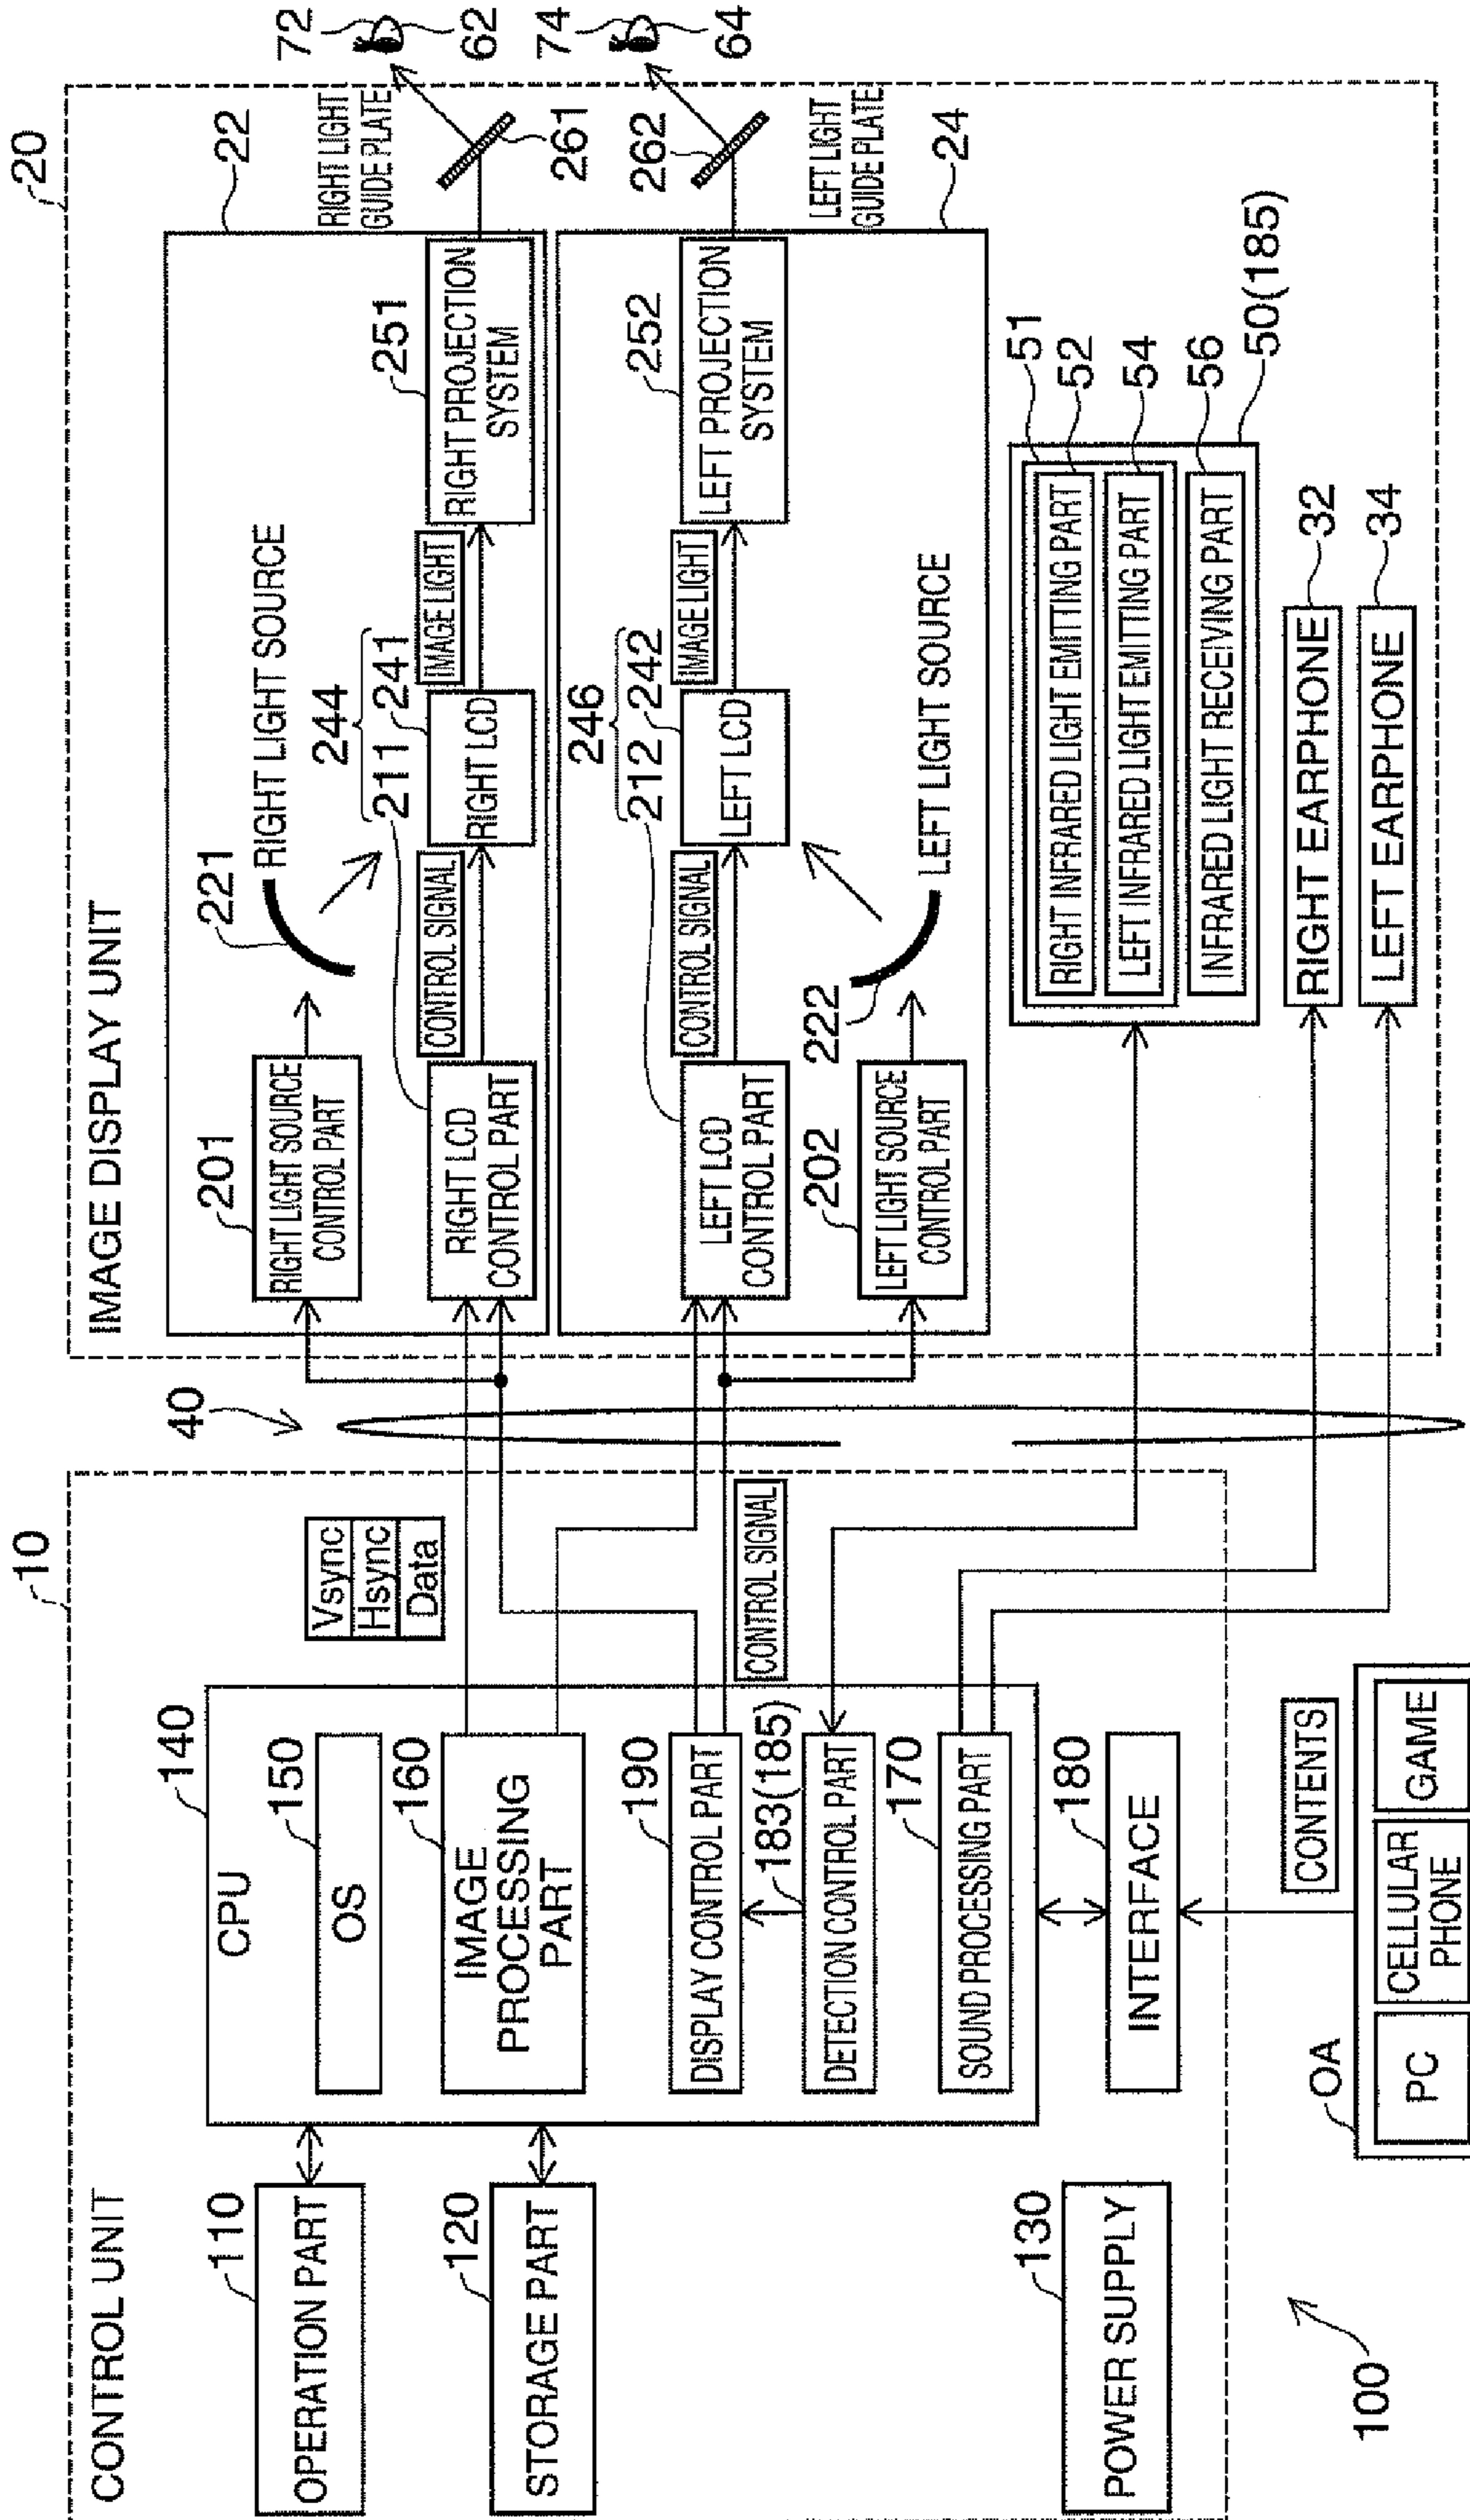 10
CONTROL UNIT
110
OPERATION PART
120
STORAGE PART
130
POWER SUPPLY
100
140
CPU
150
OS
160
IMAGE
PROCESSING
PART
190
DISPLAY CONTROL PART
183(185)
DETECTION CONTROL PART
170
SOUND PROCESSING PART
180
INTERFACE
CONTENTS
OA
PC
CELLULAR
PHONE
GAME
Vsync
Hsync
Data
CONTROL SIGNAL
40
20
IMAGE DISPLAY UNIT
22
201
RIGHT LIGHT SOURCE
CONTROL PART
221
RIGHT LIGHT SOURCE
244
211
241
RIGHT LCD
CONTROL PART
CONTROL SIGNAL
RIGHT LCD
IMAGE LIGHT
251
RIGHT PROJECTION
SYSTEM
RIGHT LIGHT
GUIDE PLATE
261
72
62
246
212
242
LEFT LCD
CONTROL PART
CONTROL SIGNAL
LEFT LCD
IMAGE LIGHT
252
LEFT PROJECTION
SYSTEM
262
LEFT LIGHT
GUIDE PLATE
74
64
24
202
LEFT LIGHT SOURCE
CONTROL PART
222
LEFT LIGHT SOURCE
51
RIGHT INFRARED LIGHT EMITTING PART
52
LEFT INFRARED LIGHT EMITTING PART
54
INFRARED LIGHT RECEIVING PART
56
50(185)
RIGHT EARPHONE
32
LEFT EARPHONE
34